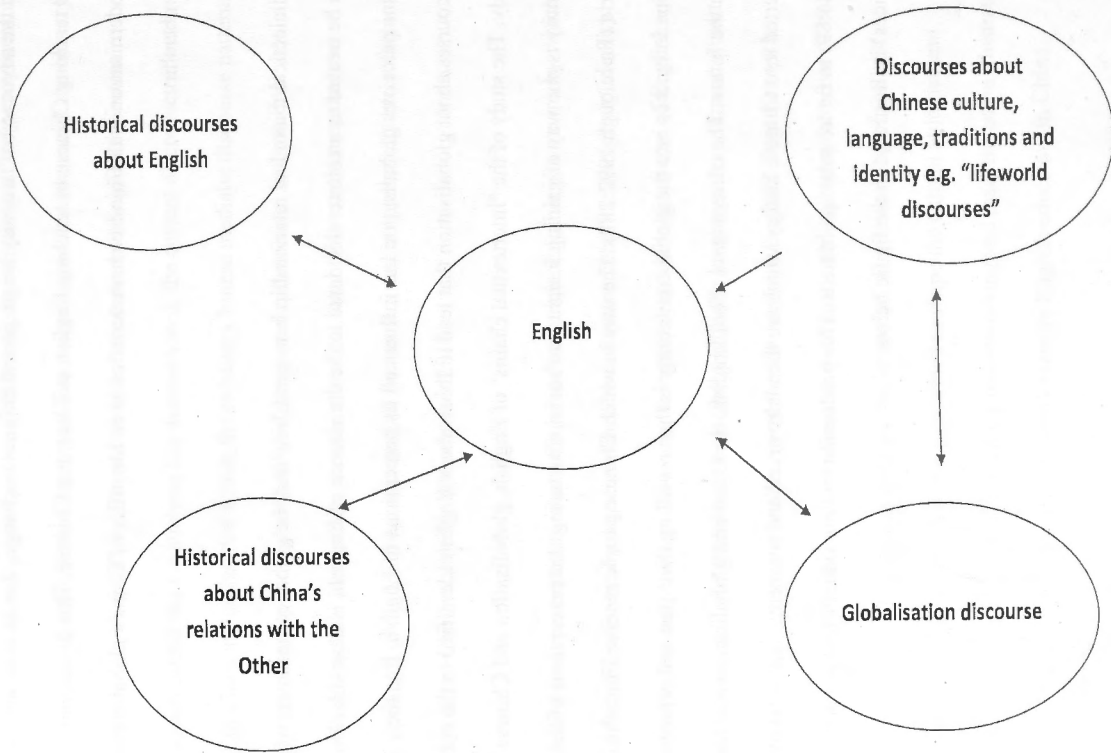 Historical discourses
about English
Discourses about
Chinese culture,
language, traditions and
identity e.g. “lifeworld
discourses”
English
Historical discourses
about China’s
relations with the
Other
Globalisation discourse